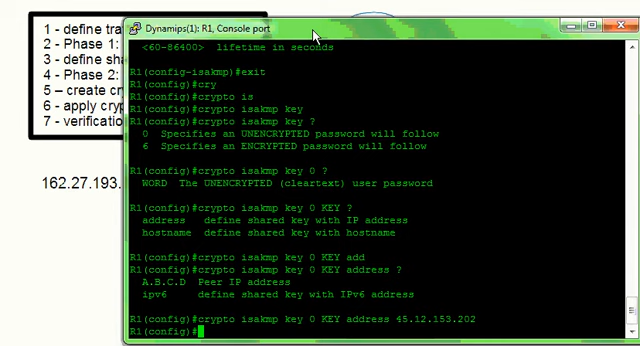 1 - define tra
2 - Phase 1:
3 - define sha
4 - Phase 2:
5 – create cr
6 - apply cryp
7 - verification
162.27.193.
Dynamips(1): R1, Console port
<60-86400> lifetime in seconds
R1(config-isakmp)#exit
R1(config)#cry
R1(config)#crypto is
R1(config)#crypto isakmp key
R1(config)#crypto isakmp key ?
0 Specifies an UNENCRYPTED password will follow
6 Specifies an ENCRYPTED password will follow
R1(config)#crypto isakmp key 0 ?
WORD The UNENCRYPTED (cleartext) user password
R1(config)#crypto isakmp key 0 KEY ?
address define shared key with IP address
hostname define shared key with hostname
R1(config)#crypto isakmp key 0 KEY add
R1(config)#crypto isakmp key 0 KEY address ?
A.B.C.D Peer IP address
ipv6 define shared key with IPv6 address
R1(config)#crypto isakmp key 0 KEY address 45.12.153.202
R1(config)#